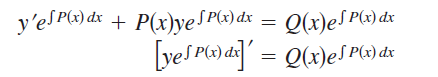 y'e^{∫ P(x) dx} + P(x)ye^{∫ P(x) dx} = Q(x)e^{∫ P(x) dx}
[ye^{∫ P(x) dx}]' = Q(x)e^{∫ P(x) dx}